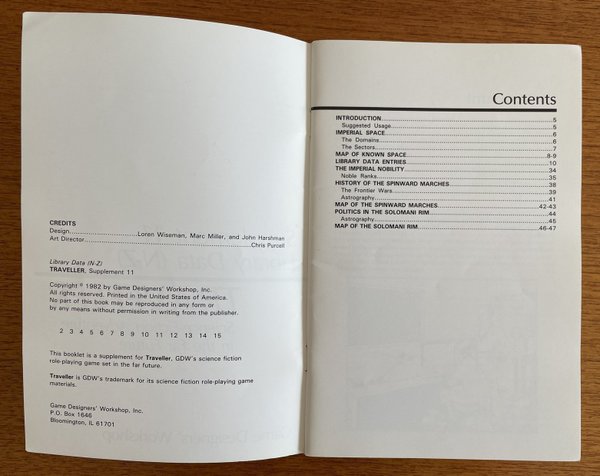 CREDITS
Design..........Loren Wiseman, Marc Miller, and John Harshman
Art Director..........Chris Purcell
Library Data (N-Z)
TRAVELLER, Supplement 11
Copyright © 1982 by Game Designers' Workshop, Inc.
All rights reserved. Printed in the United States of America.
No part of this book may be reproduced in any form or
by any means without permission in writing from the publisher.
2 3 4 5 6 7 8 9 10 11 12 13 14 15
This booklet is a supplement for Traveller, GDW's science fiction
role-playing game set in the far future.
Traveller is GDW's trademark for its science fiction role-playing game
materials.
Game Designers' Workshop, Inc.
P.O. Box 1646
Bloomington, IL 61701
Contents
INTRODUCTION..........5
Suggested Usage..........5
IMPERIAL SPACE..........6
The Domains..........6
The Sectors..........7
MAP OF KNOWN SPACE..........8-9
LIBRARY DATA ENTRIES..........10
THE IMPERIAL NOBILITY..........34
Noble Ranks..........35
HISTORY OF THE SPINWARD MARCHES..........38
The Frontier Wars..........39
Astrography..........41
MAP OF THE SPINWARD MARCHES..........42-43
POLITICS IN THE SOLOMANI RIM..........44
Astrography..........45
MAP OF THE SOLOMANI RIM..........46-47